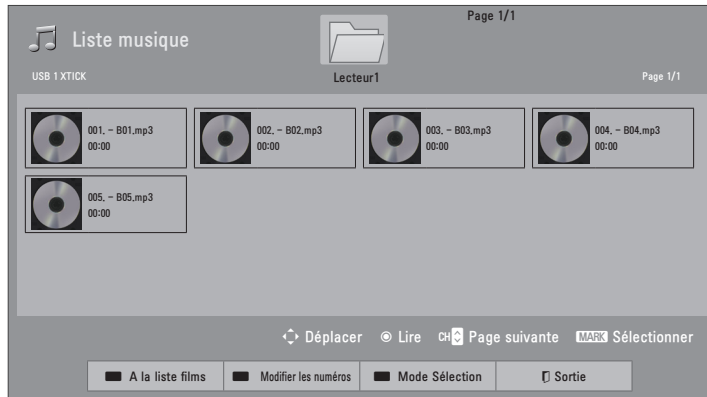 Page 1/1
Liste musique
USB 1 XTICK
Lecteur1
Page 1/1
001. - B01.mp3
00:00
002. - B02.mp3
00:00
003. - B03.mp3
00:00
004. - B04.mp3
00:00
005. - B05.mp3
00:00
Déplacer Lire CH Page suivante MARK Sélectionner
A la liste films Modifier les numéros Mode Sélection Sortie